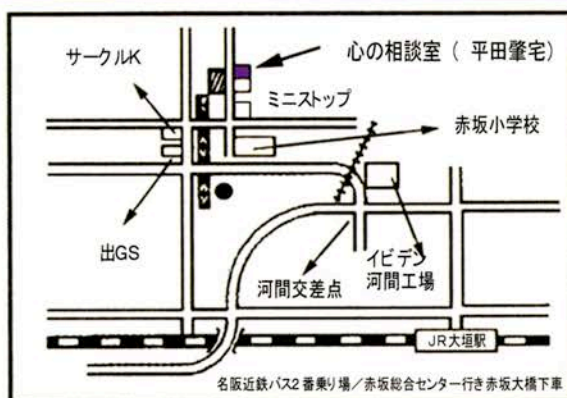 心の相談室( 平田肇宅)
サークルK
ミニストップ
赤坂小学校
出GS
河間交差点
イビデン
河間工場
JR大垣駅
名阪近鉄バス2番乗り場/赤坂総合センター行き赤坂大橋下車